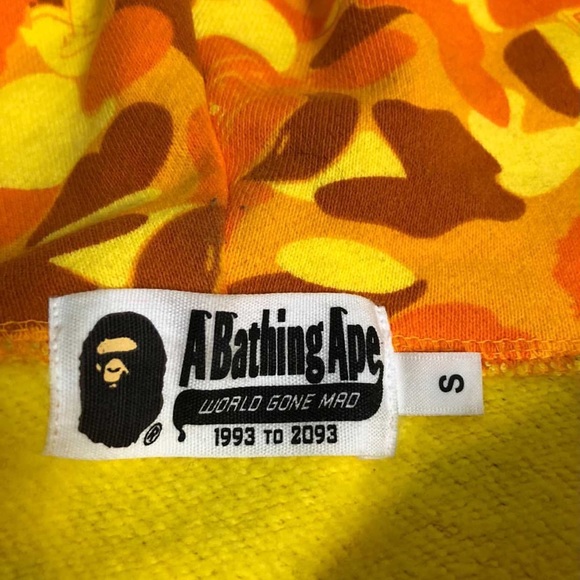 A Bathing Ape
WORLD GONE MAD
1993 TO 2093
®
S